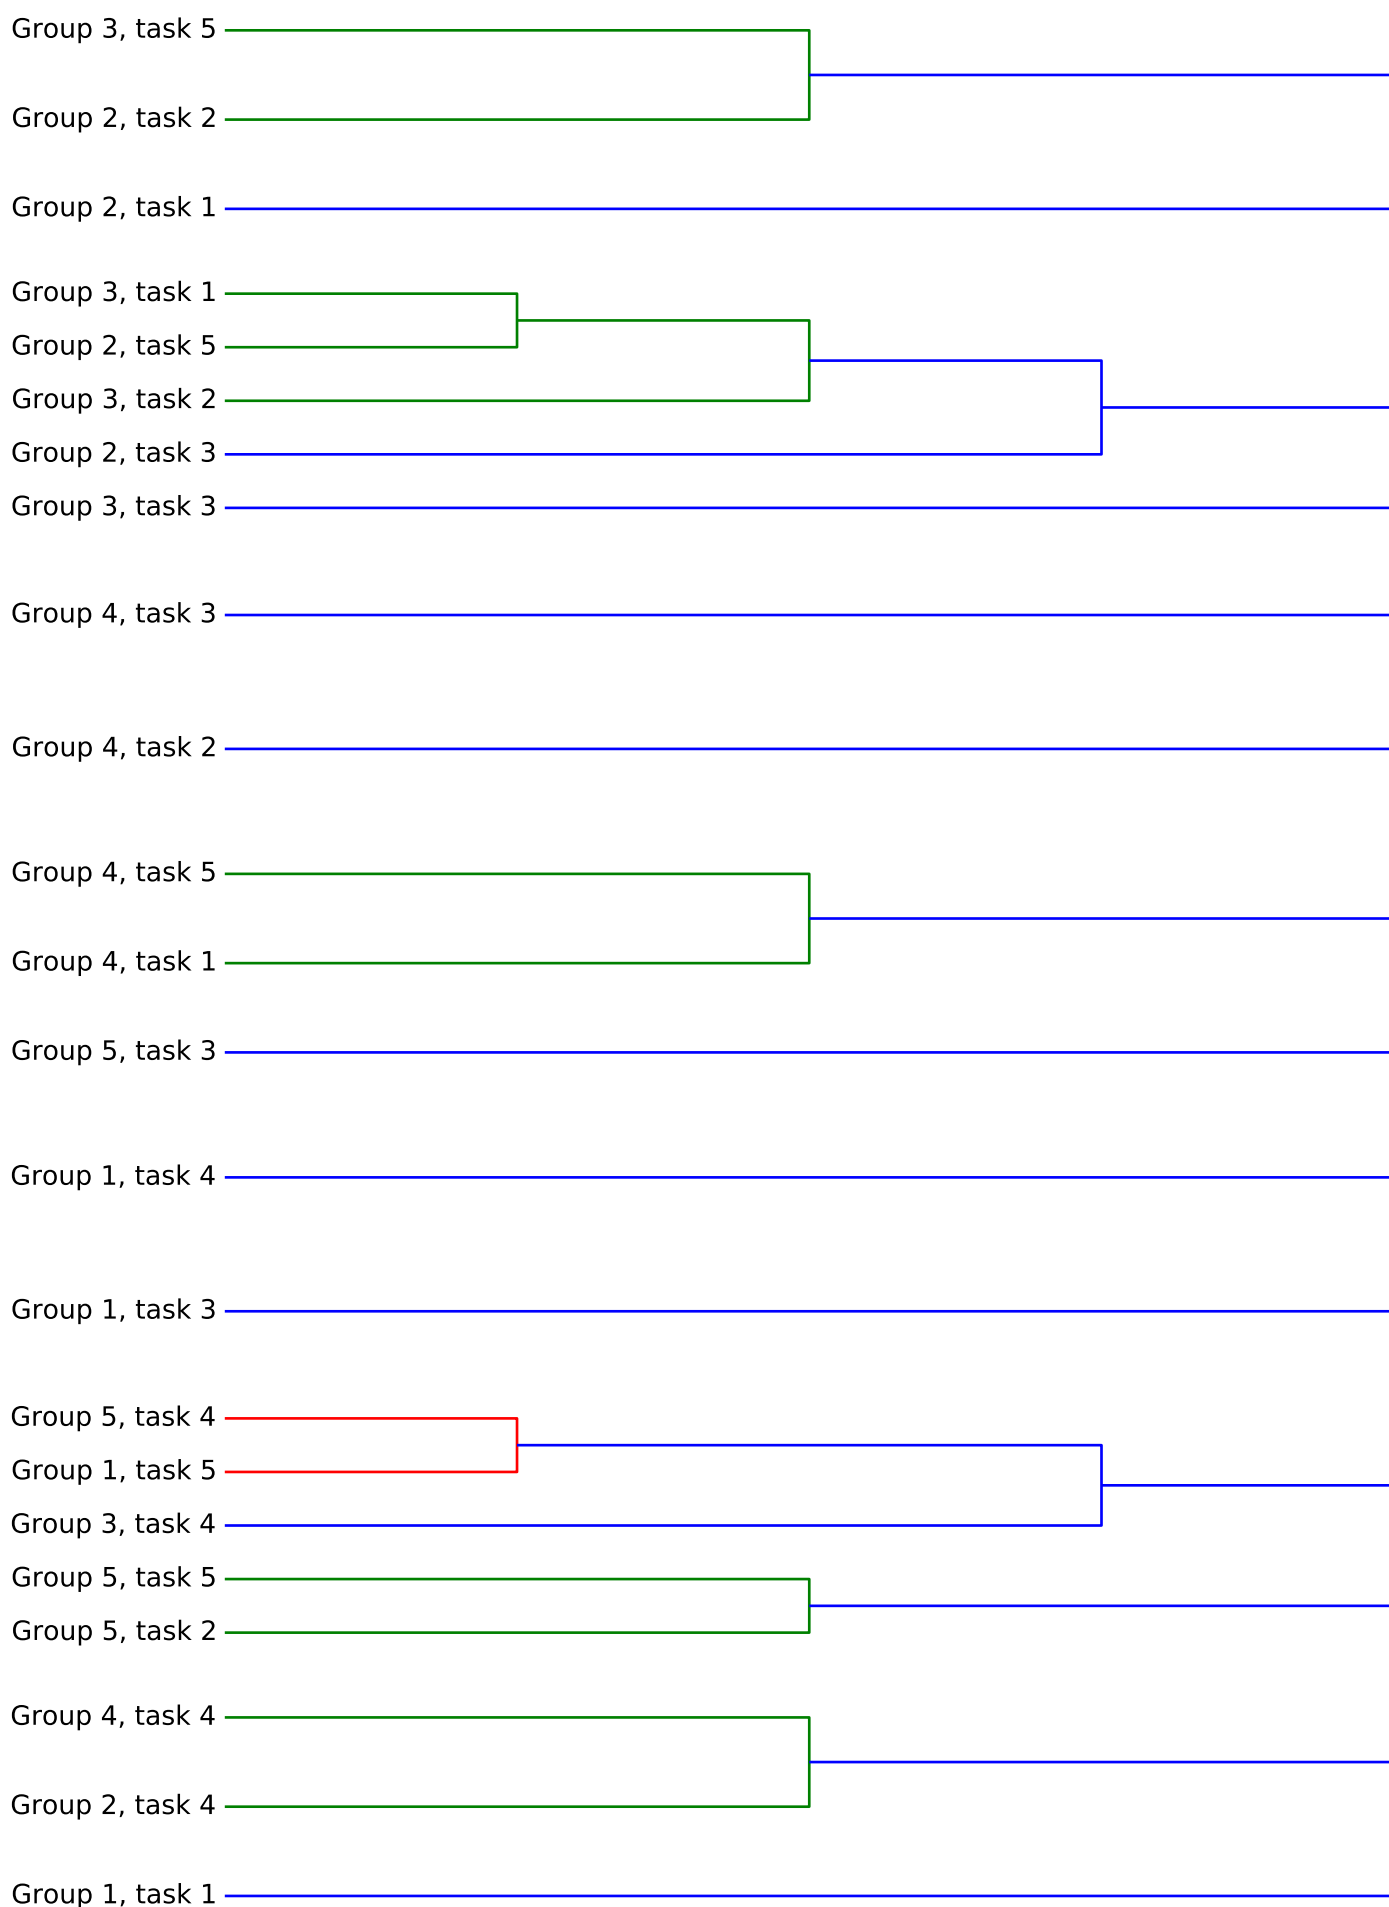 Group 3, task 5
Group 2, task 2
Group 2, task 1
Group 3, task 1
Group 2, task 5
Group 3, task 2
Group 2, task 3
Group 3, task 3
Group 4, task 3
Group 4, task 2
Group 4, task 5
Group 4, task 1
Group 5, task 3
Group 1, task 4
Group 1, task 3
Group 5, task 4
Group 1, task 5
Group 3, task 4
Group 5, task 5
Group 5, task 2
Group 4, task 4
Group 2, task 4
Group 1, task 1